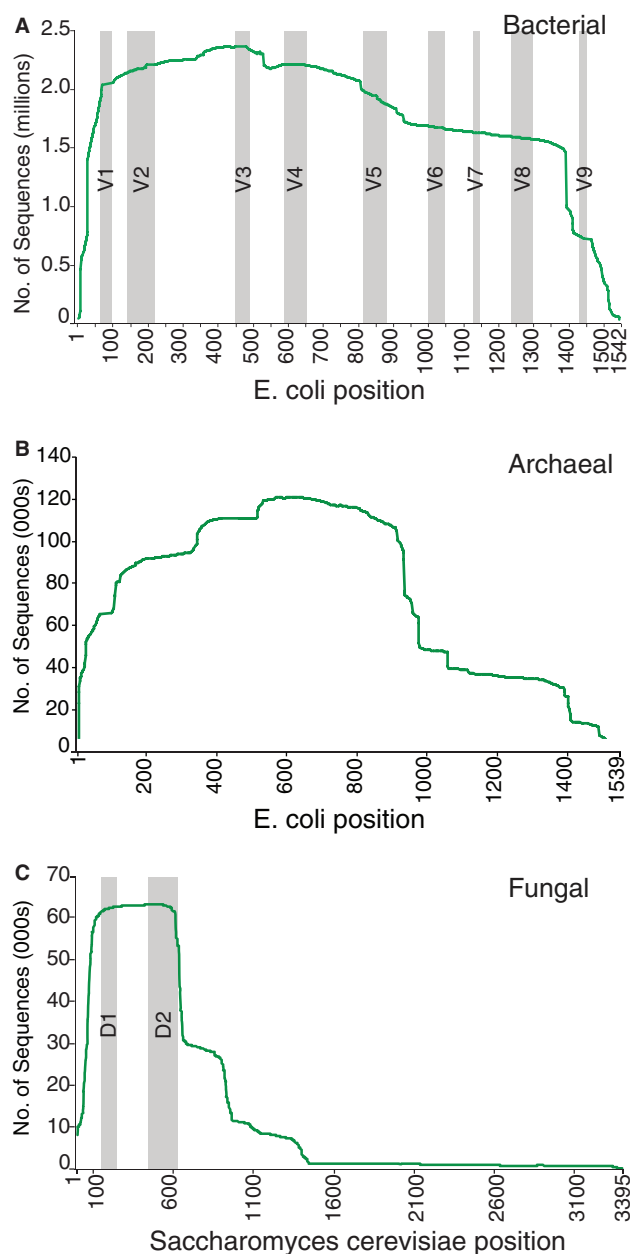 A
Bacterial
No. of Sequences (millions)
2.5
2.0
1.5
1.0
0.5
0
V1
V2
V3
V4
V5
V6
V7
V8
V9
1
100
200
300
400
500
600
700
800
900
1000
1100
1200
1300
1400
1500
1542
E. coli position
B
Archaeal
No. of Sequences (000s)
140
120
100
80
60
40
20
0
1
200
400
600
800
1000
1200
1400
1539
E. coli position
C
Fungal
No. of Sequences (000s)
70
60
50
40
30
20
10
0
D1
D2
1
100
600
1100
1600
2100
2600
3100
3395
Saccharomyces cerevisiae position